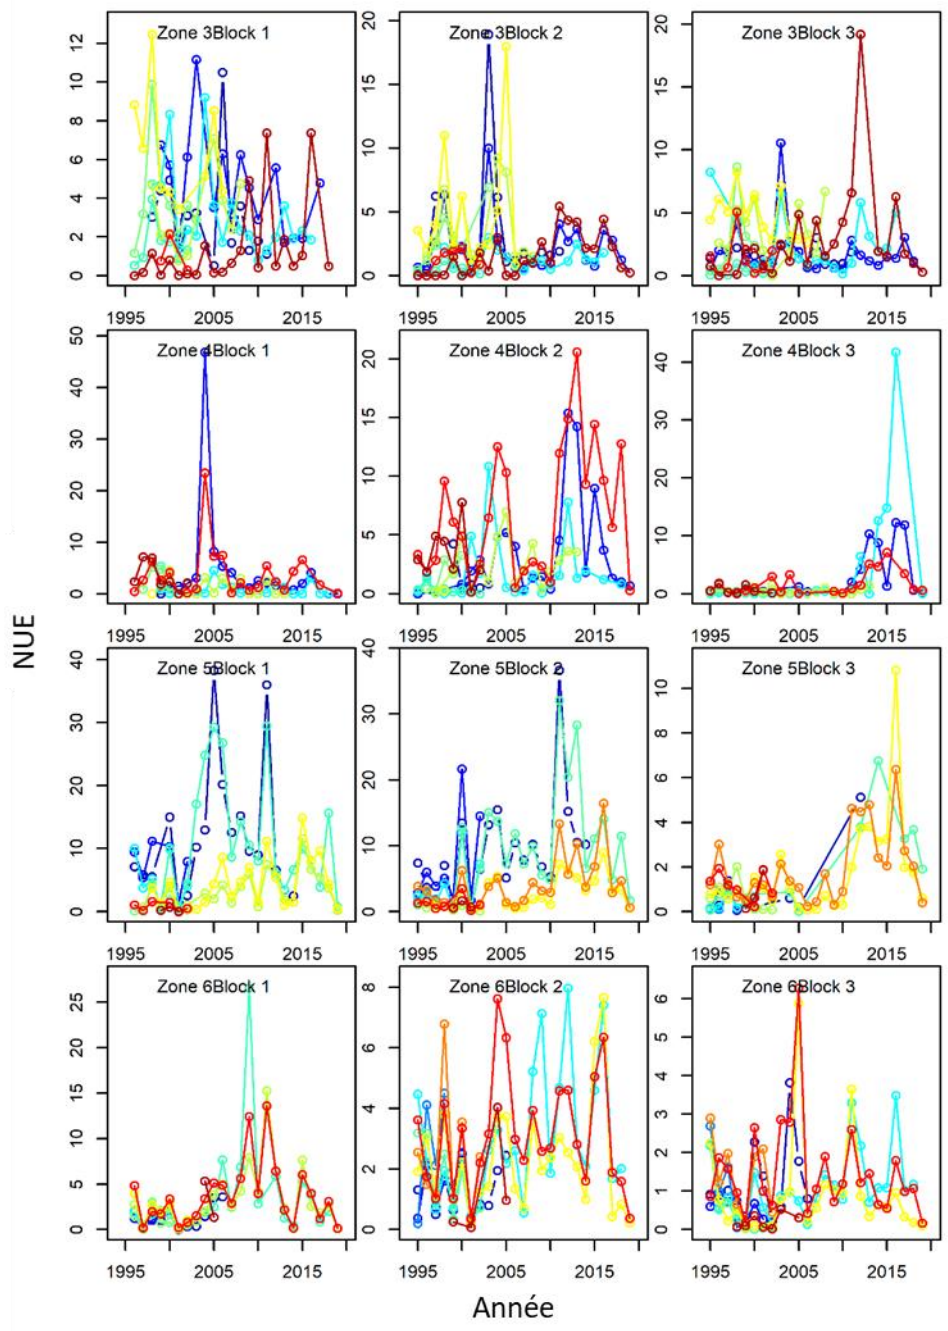 Zone 3Block 1
Zone 3Block 2
Zone 3Block 3
0 2 4 6 8 10 12
0 5 10 15 20
0 5 10 15 20
1995 2005 2015
1995 2005 2015
1995 2005 2015
Zone 4Block 1
Zone 4Block 2
Zone 4Block 3
0 10 20 30 40 50
0 5 10 15 20
0 10 20 30 40
1995 2005 2015
1995 2005 2015
1995 2005 2015
NUE
Zone 5Block 1
Zone 5Block 2
Zone 5Block 3
0 10 20 30 40
0 10 20 30 40
0 2 4 6 8 10
1995 2005 2015
1995 2005 2015
1995 2005 2015
Zone 6Block 1
Zone 6Block 2
Zone 6Block 3
0 5 10 15 25
0 2 4 6 8
0 1 2 3 4 5 6
1995 2005 2015
1995 2005 2015
1995 2005 2015
Année